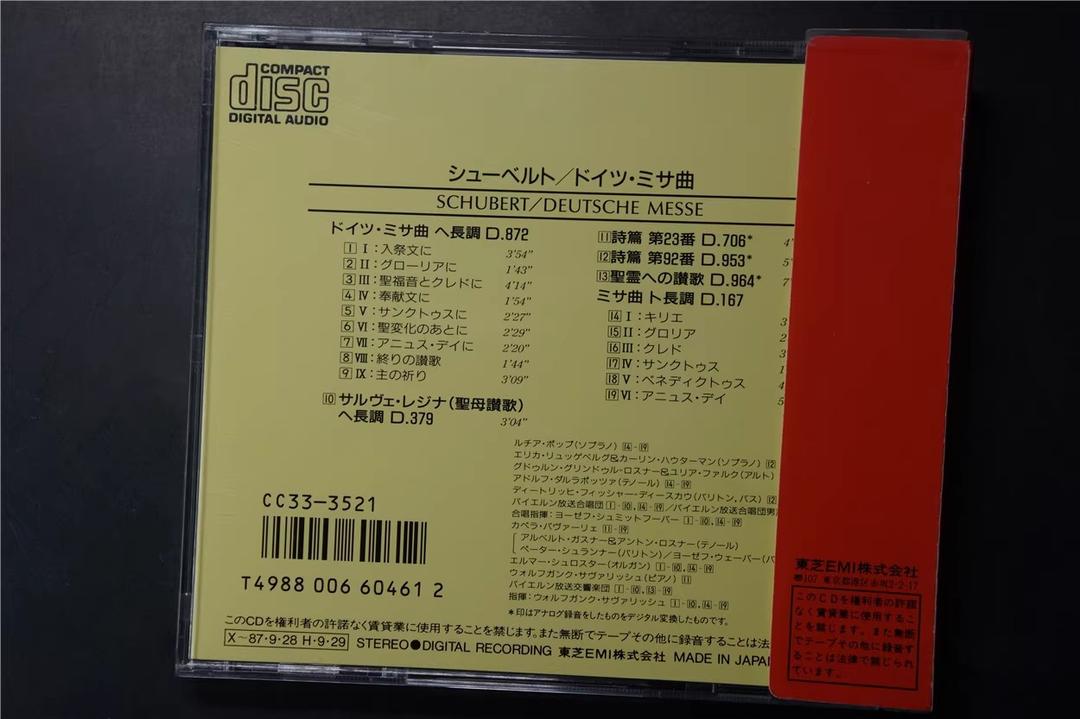 COMPACT
disc
DIGITAL AUDIO
シューベルト/ドイツ・ミサ曲
SCHUBERT/DEUTSCHE MESSE
ドイツ・ミサ曲 ヘ長調 D.872
1 I:入祭文に 3'54"
2 II:グローリアに 1'43"
3 III:聖福音とクレドに 4'14"
4 IV:奉献文に 1'54"
5 V:サンクトゥスに 2'27"
6 VI:聖変化のあとに 2'29"
7 VII:アニュス・デイに 2'20"
8 VIII:終りの讃歌 1'44"
9 IX:主の祈り 3'09"
10 サルヴェ・レジナ(聖母讃歌)
ヘ長調 D.379 3'04"
11 詩篇 第23番 D.706* 4'
12 詩篇 第92番 D.953* 5'
13 聖霊への讃歌 D.964* 7
ミサ曲 ト長調 D.167
14 I:キリエ 3
15 II:グロリア 2
16 III:クレド 3
17 IV:サンクトゥス 1
18 V:ベネディクトゥス 4
19 VI:アニュス・デイ 5
ルチア・ポップ(ソプラノ) 14-19
エリカ・リュッゲベルグ&カーリン・ハウターマン(ソプラノ) 12
グドゥルン・グリンドゥル-ロスナー&ユリア・ファルク(アルト)
アドルフ・ダルラポッツァ(テノール) 14-19
ディートリッヒ・フィッシャー・ディースカウ(バリトン,バス) 12
バイエルン放送合唱団 1-10,14-19/バイエルン放送合唱団男
合唱指揮:ヨーゼフ・シュミットフーバー 1-10,14-19
カペラ・バヴァーリェ 11-19
アルベルト・ガスナー&アントン・ロスナー(テノール)
ペーター・シュランナー(バリトン)/ヨーゼフ・ウェーバー(バ
エルマー・シュロスター(オルガン) 1-10,14-19
ウォルフガンク・サヴァリッシュ(ピアノ) 11
バイエルン放送交響楽団 1-10,13-19
指揮:ウォルフガンク・サヴァリッシュ 1-10,14-19
*印はアナログ録音をしたものをデジタル変換したものです。
CC33-3521
T4988 006 60461 2
このCDを権利者の許諾なく賃貸業に使用することを禁じます。また無断でテープその他に録音することは法
X~87・9・28 H・9・29 STEREO●DIGITAL RECORDING 東芝EMI株式会社 MADE IN JAPAN
東芝EMI株式会社
〒107 東京都港区赤坂2-2-17
このCDを権利者の許諾
なく賃貸業に使用するこ
とを禁じます。また無断
でテープその他に録音す
ることは法律で禁じられ
ています。